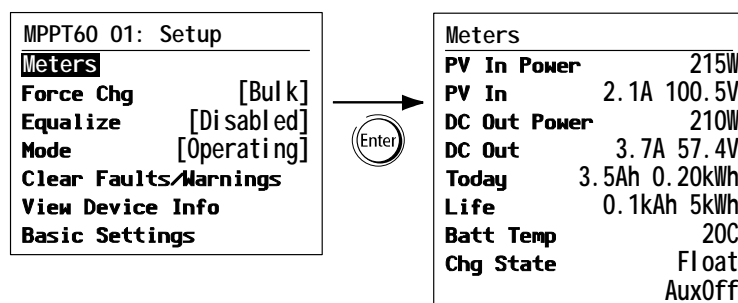 MPPT60 01: Setup
Meters
Force Chg [Bulk]
Equalize [Disabled]
Mode [Operating]
Clear Faults/Warnings
View Device Info
Basic Settings
Enter
Meters
PV In Power 215W
PV In 2.1A 100.5V
DC Out Power 210W
DC Out 3.7A 57.4V
Today 3.5Ah 0.20kWh
Life 0.1kAh 5kWh
Batt Temp 20C
Chg State Float
AuxOff